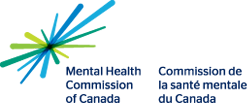 Mental Health
Commission
of Canada
Commission de
la santé mentale
du Canada